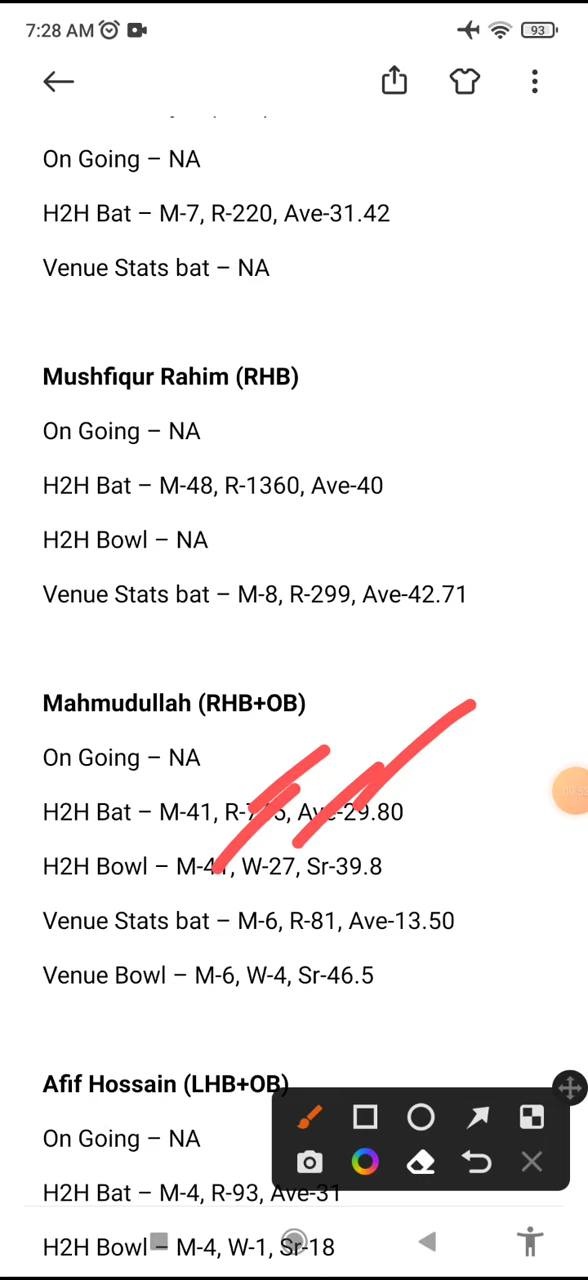 7:28 AM
93
On Going – NA
H2H Bat – M-7, R-220, Ave-31.42
Venue Stats bat – NA
Mushfiqur Rahim (RHB)
On Going – NA
H2H Bat – M-48, R-1360, Ave-40
H2H Bowl – NA
Venue Stats bat – M-8, R-299, Ave-42.71
Mahmudullah (RHB+OB)
On Going – NA
H2H Bat – M-41, Ave-29.80
H2H Bowl – M-41, W-27, Sr-39.8
Venue Stats bat – M-6, R-81, Ave-13.50
Venue Bowl – M-6, W-4, Sr-46.5
Afif Hossain (LHB+OB)
On Going – NA
H2H Bat – M-4, R-93, Ave-31
H2H Bowl – M-4, W-1, Sr-18